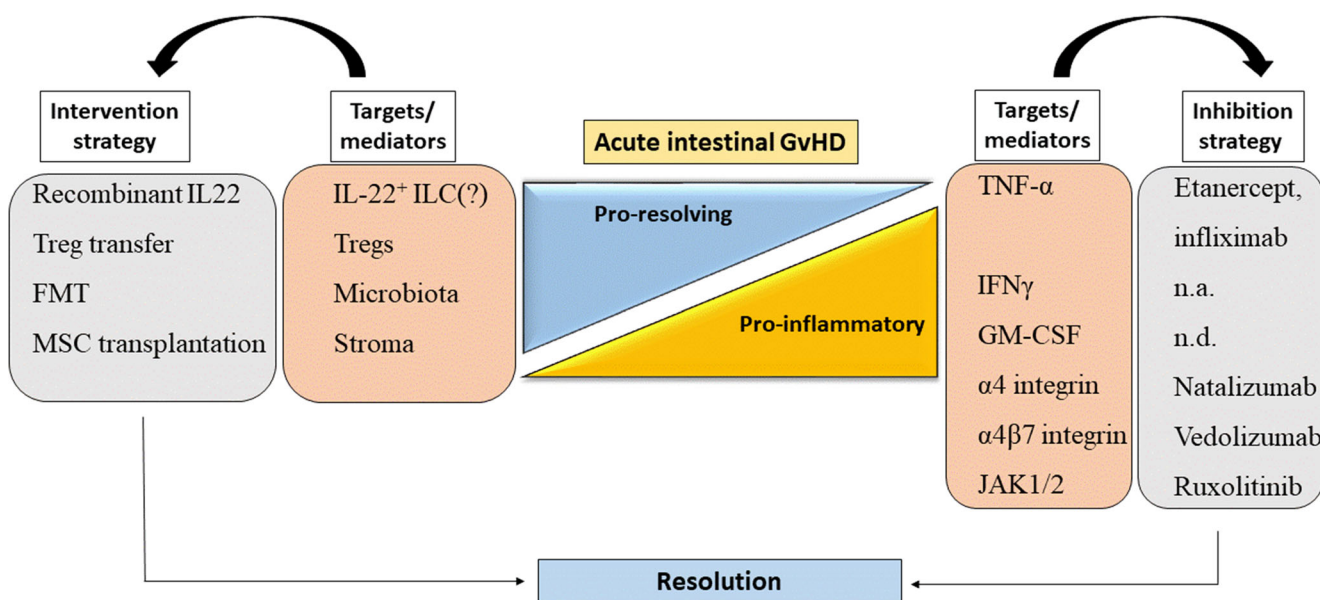 Intervention
strategy
Recombinant IL22
Treg transfer
FMT
MSC transplantation
Targets/
mediators
IL-22⁺ ILC(?)
Tregs
Microbiota
Stroma
Acute intestinal GvHD
Pro-resolving
Pro-inflammatory
Targets/
mediators
TNF-α
IFNγ
GM-CSF
α4 integrin
α4β7 integrin
JAK1/2
Inhibition
strategy
Etanercept,
infliximab
n.a.
n.d.
Natalizumab
Vedolizumab
Ruxolitinib
Resolution